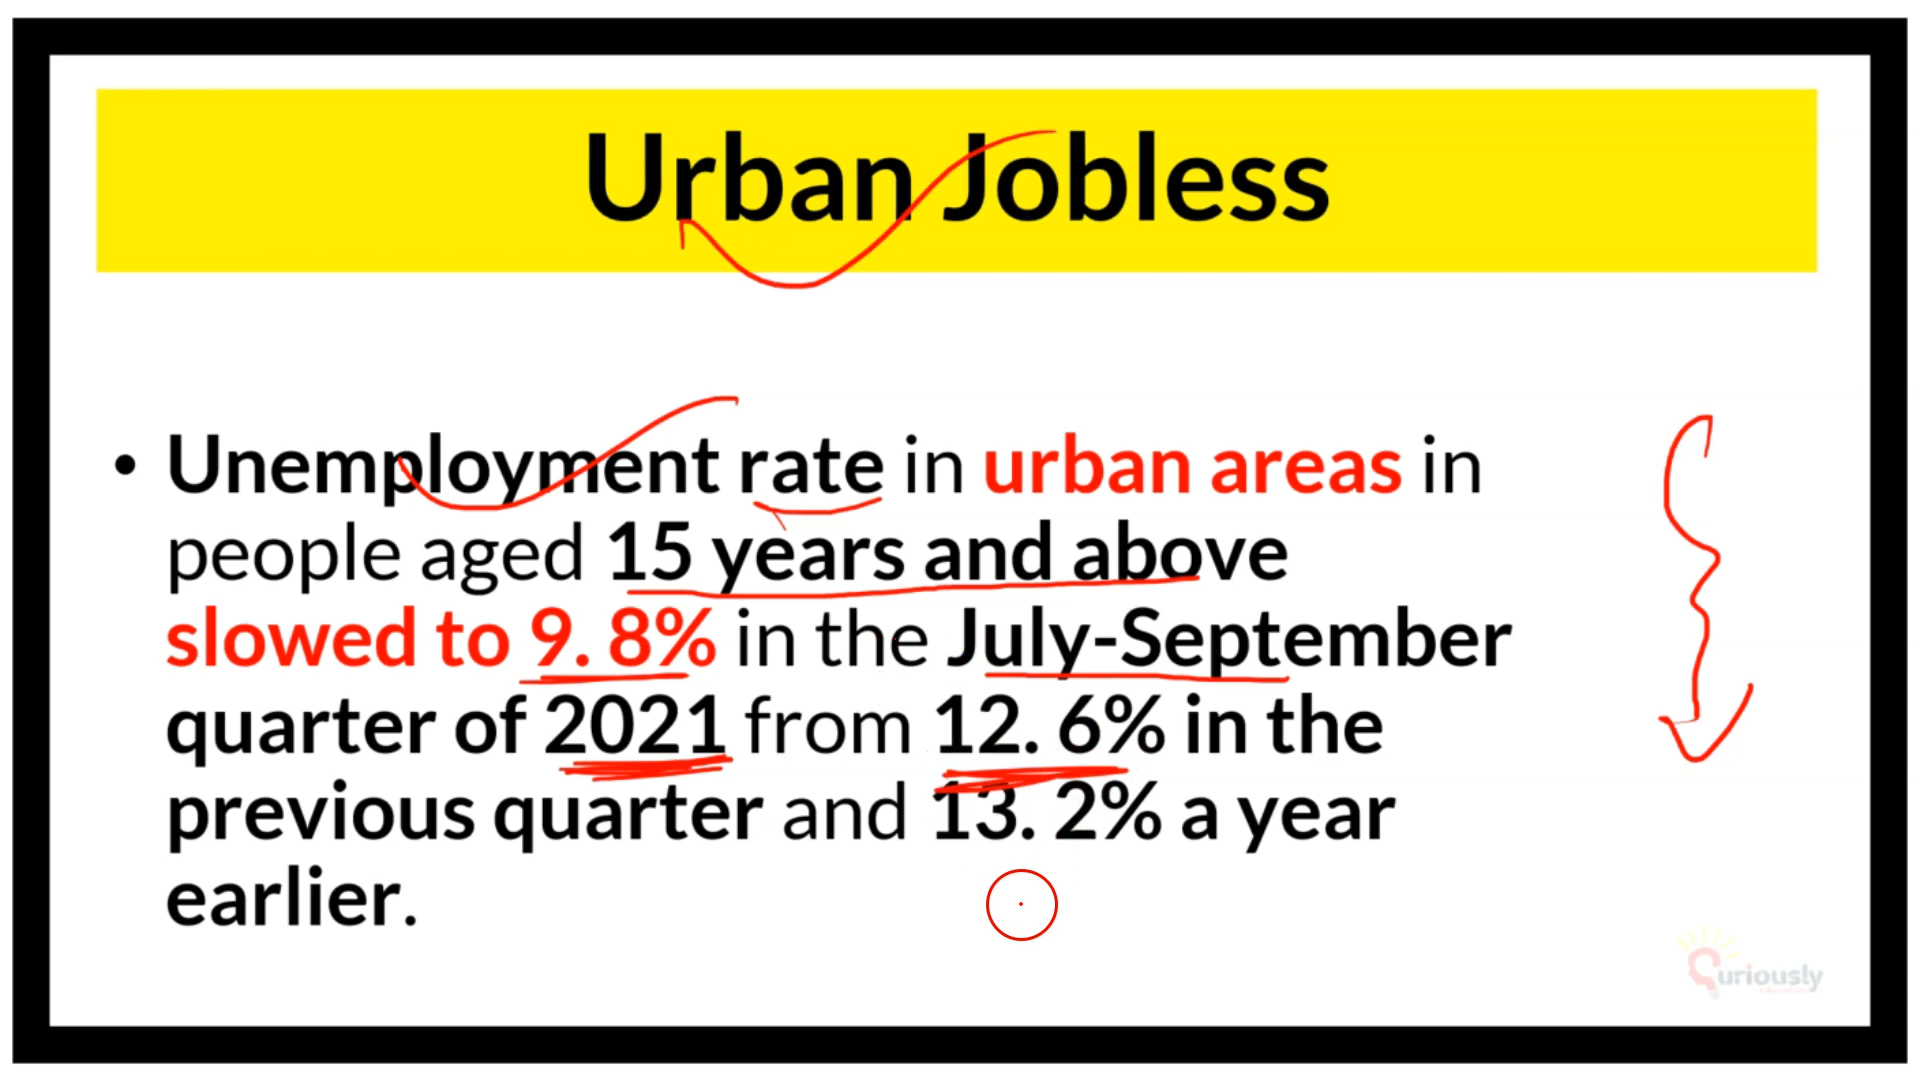 Urban Jobless
• Unemployment rate in urban areas in
people aged 15 years and above
slowed to 9. 8% in the July-September
quarter of 2021 from 12. 6% in the
previous quarter and 13. 2% a year
earlier.
Curiously